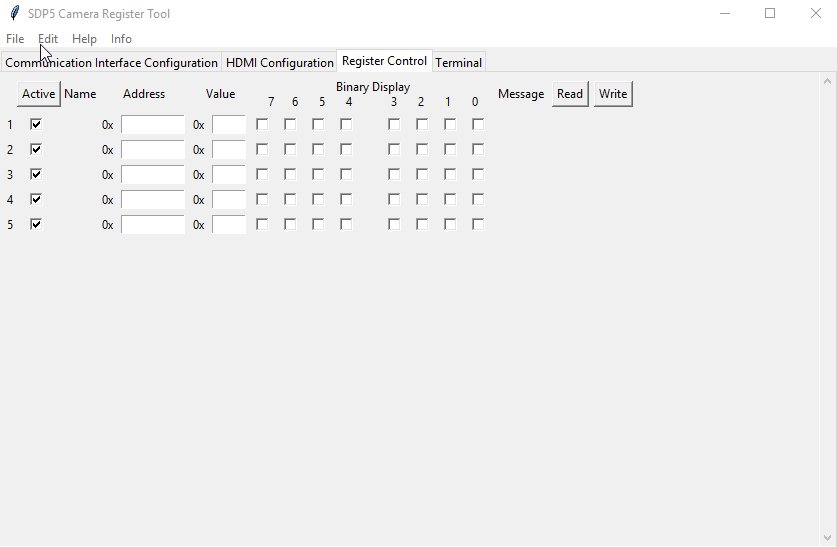 SDP5 Camera Register Tool
File Edit Help Info
Communication Interface Configuration HDMI Configuration Register Control Terminal
Active Name Address Value Binary Display Message Read Write
7 6 5 4 3 2 1 0
1 0x 0x
2 0x 0x
3 0x 0x
4 0x 0x
5 0x 0x